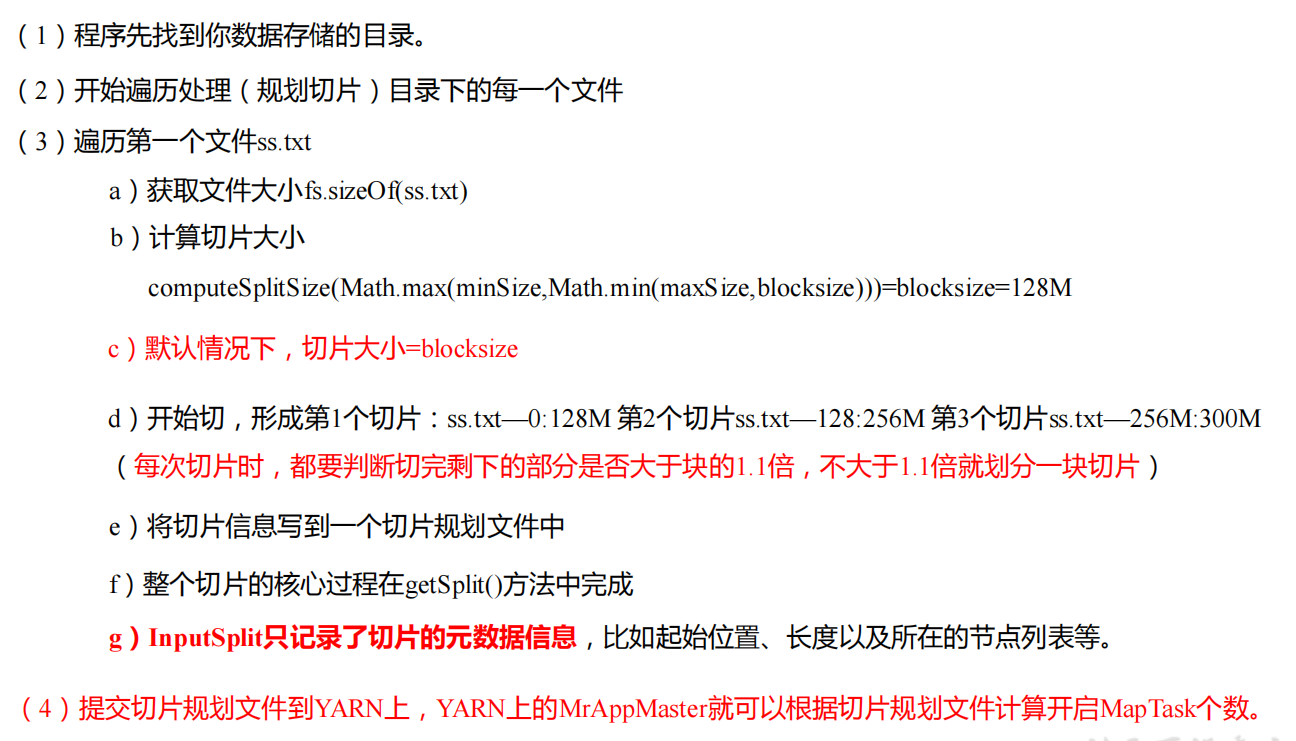 （1）程序先找到你数据存储的目录。
（2）开始遍历处理（规划切片）目录下的每一个文件
（3）遍历第一个文件ss.txt
a）获取文件大小fs.sizeOf(ss.txt)
b）计算切片大小
computeSplitSize(Math.max(minSize,Math.min(maxSize,blocksize)))=blocksize=128M
c）默认情况下，切片大小=blocksize
d）开始切，形成第1个切片：ss.txt—0:128M 第2个切片ss.txt—128:256M 第3个切片ss.txt—256M:300M
（每次切片时，都要判断切完剩下的部分是否大于块的1.1倍，不大于1.1倍就划分一块切片）
e）将切片信息写到一个切片规划文件中
f）整个切片的核心过程在getSplit()方法中完成
g）InputSplit只记录了切片的元数据信息，比如起始位置、长度以及所在的节点列表等。
（4）提交切片规划文件到YARN上，YARN上的MrAppMaster就可以根据切片规划文件计算开启MapTask个数。